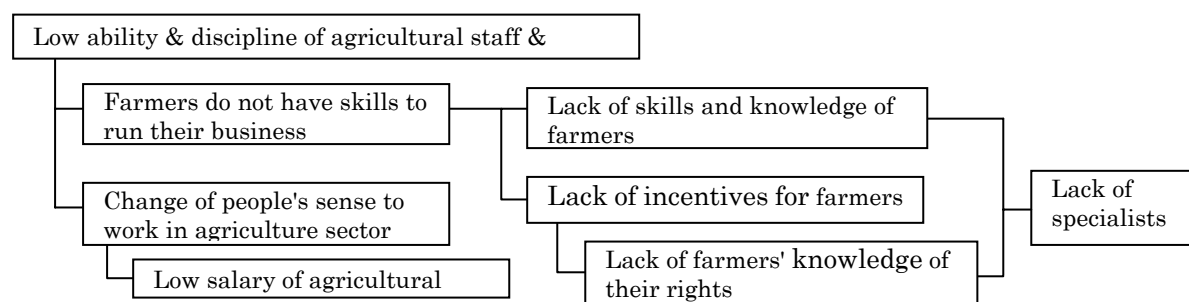 Low ability & discipline of agricultural staff &
Farmers do not have skills to
run their business
Lack of skills and knowledge of
farmers
Change of people's sense to
work in agriculture sector
Lack of incentives for farmers
Lack of
specialists
Low salary of agricultural
Lack of farmers' knowledge of
their rights